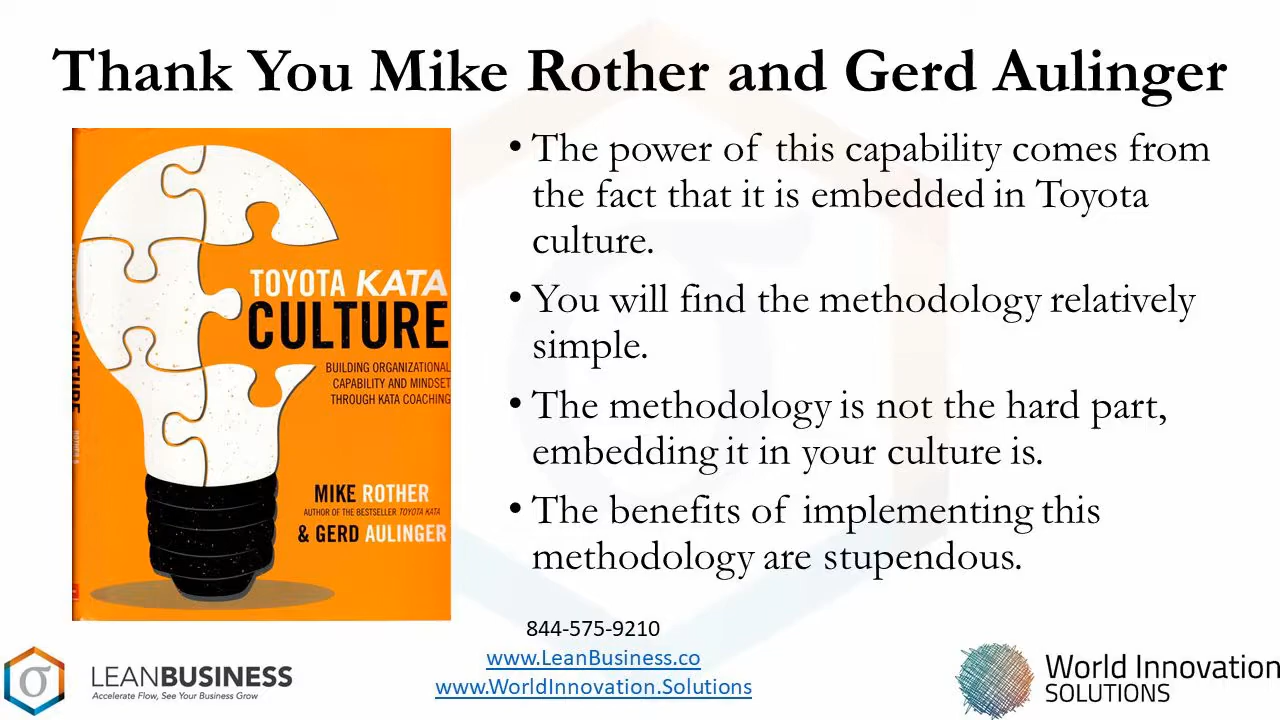 Thank You Mike Rother and Gerd Aulinger
TOYOTA KATA
CULTURE
BUILDING ORGANIZATIONAL
CAPABILITY AND MINDSET
THROUGH KATA COACHING
MIKE ROTHER
AUTHOR OF THE BESTSELLER TOYOTA KATA
& GERD AULINGER
CULTURE
• The power of this capability comes from
the fact that it is embedded in Toyota
culture.
• You will find the methodology relatively
simple.
• The methodology is not the hard part,
embedding it in your culture is.
• The benefits of implementing this
methodology are stupendous.
844-575-9210
www.LeanBusiness.co
www.WorldInnovation.Solutions
σ
LEANBUSINESS
Accelerate Flow, See Your Business Grow
World Innovation
SOLUTIONS